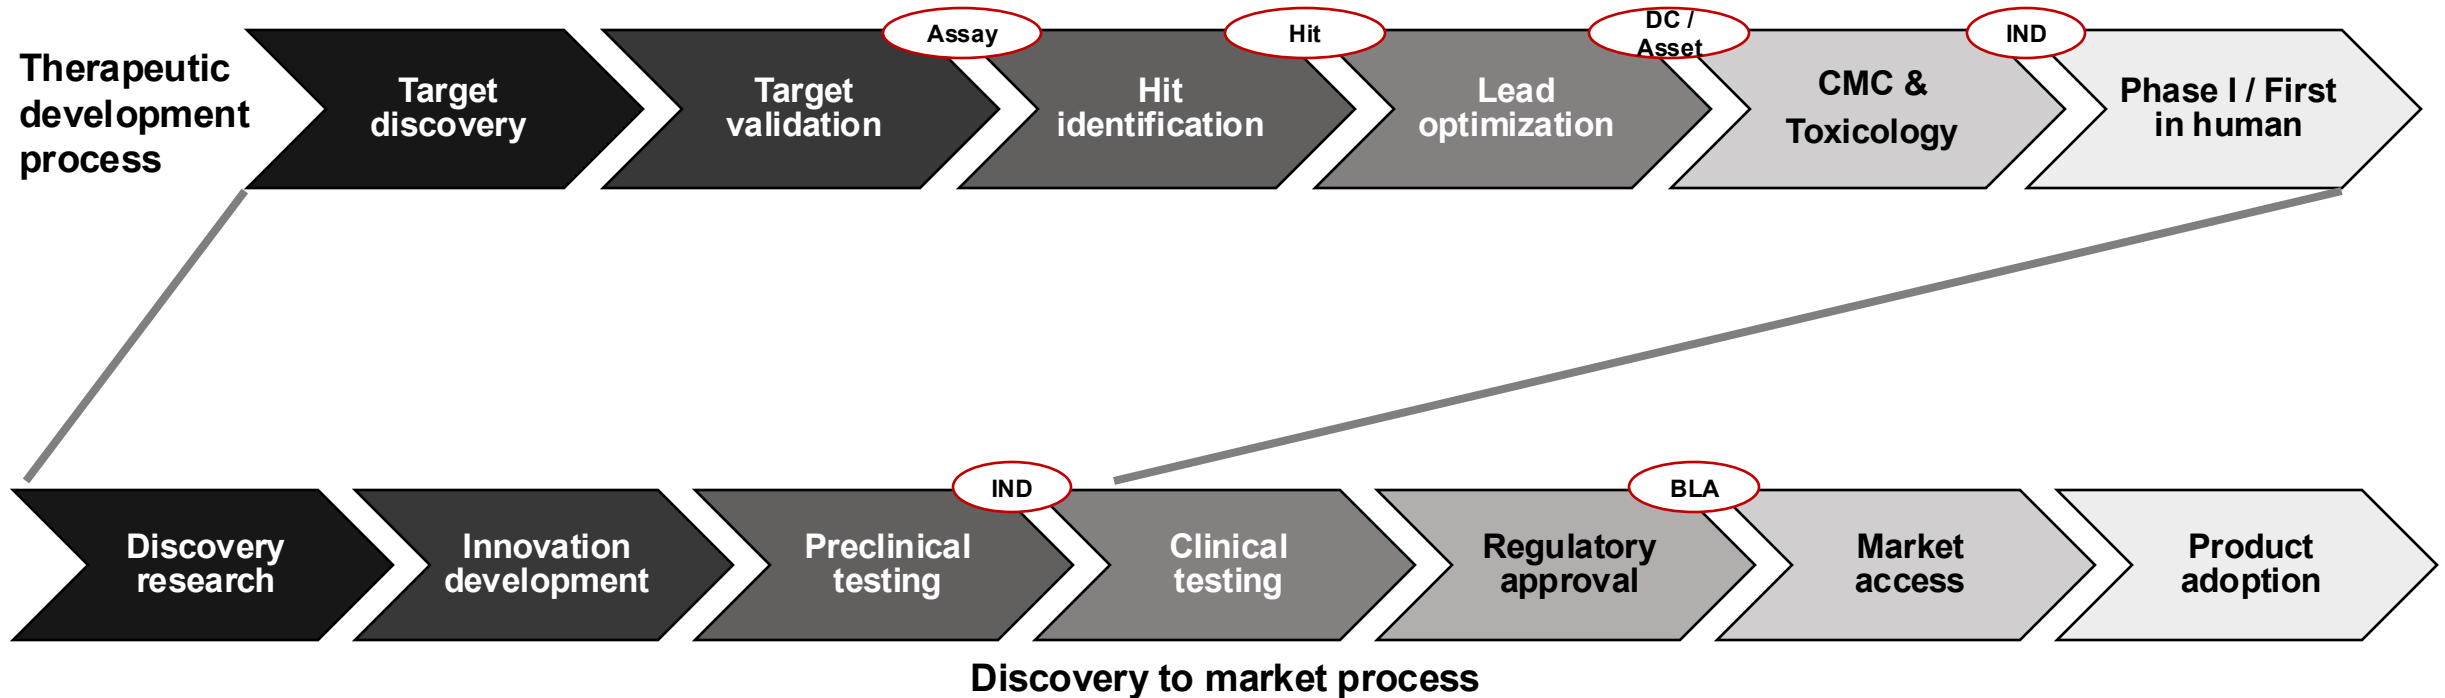 Therapeutic
development
process
Target
discovery
Target
validation
Assay
Hit
identification
Hit
Lead
optimization
DC /
Asset
CMC &
Toxicology
IND
Phase I / First
in human
Discovery
research
Innovation
development
Preclinical
testing
IND
Clinical
testing
Regulatory
approval
BLA
Market
access
Product
adoption
Discovery to market process